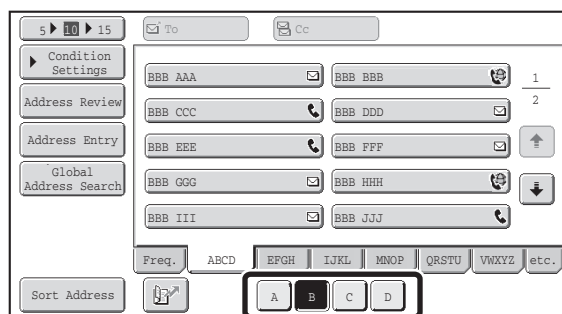 5 10 15
To
Cc
Condition
Settings
Address Review
Address Entry
Global
Address Search
BBB AAA
BBB BBB
BBB CCC
BBB DDD
BBB EEE
BBB FFF
BBB GGG
BBB HHH
BBB III
BBB JJJ
1
2
Freq. ABCD EFGH IJKL MNOP QRSTU VWXYZ etc.
Sort Address
A B C D